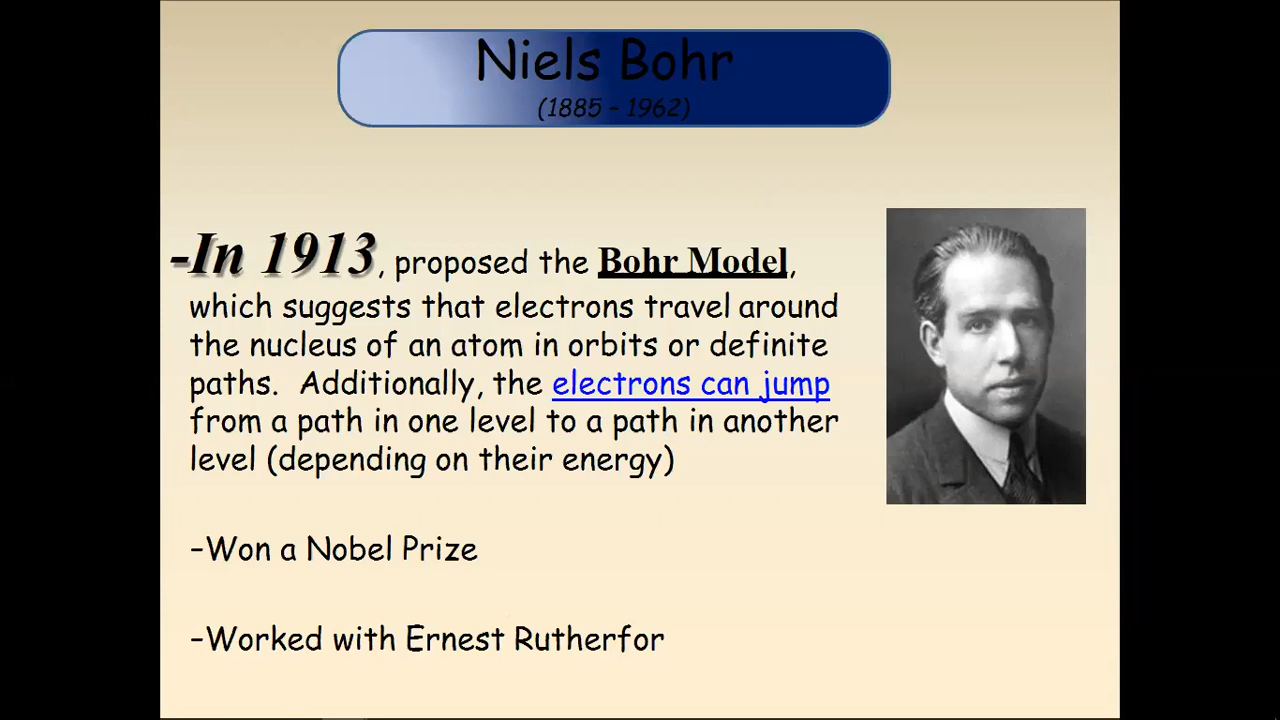 Niels Bohr
(1885 – 1962)
-In 1913, proposed the Bohr Model,
which suggests that electrons travel around
the nucleus of an atom in orbits or definite
paths.  Additionally, the electrons can jump
from a path in one level to a path in another
level (depending on their energy)
-Won a Nobel Prize
-Worked with Ernest Rutherfor